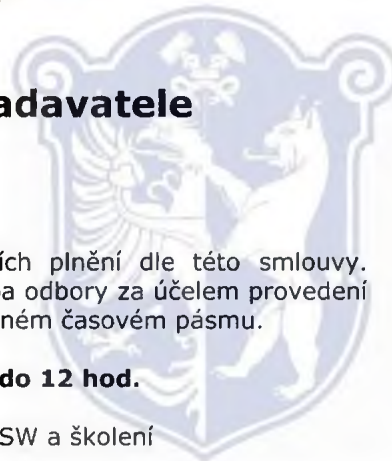 adavatele
ích plnění dle této smlouvy.
a odbory za účelem provedení
ném časovém pásmu.
do 12 hod.
SW a školení